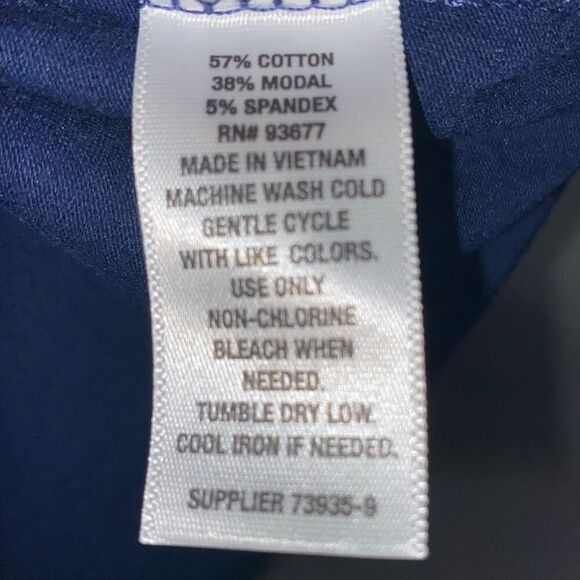 57% COTTON
38% MODAL
5% SPANDEX
RN# 93677
MADE IN VIETNAM
MACHINE WASH COLD
GENTLE CYCLE
WITH LIKE COLORS.
USE ONLY
NON-CHLORINE
BLEACH WHEN
NEEDED.
TUMBLE DRY LOW.
COOL IRON IF NEEDED.
SUPPLIER 73935-9